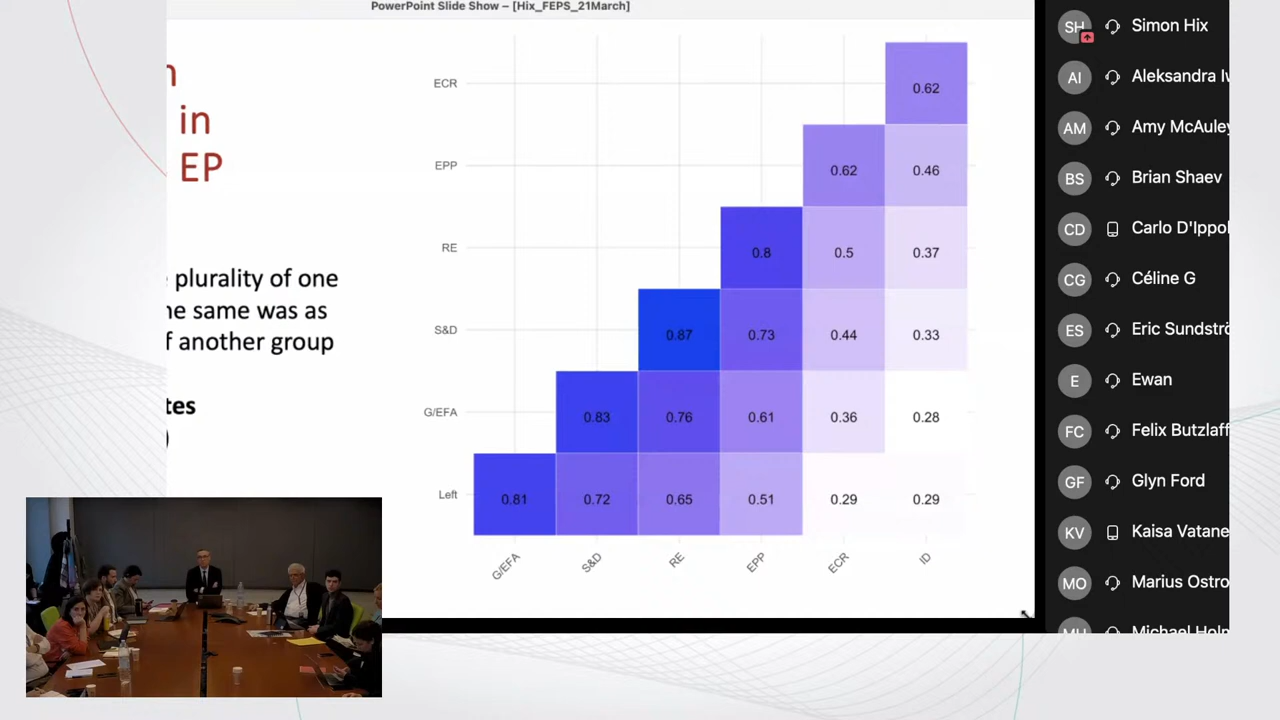 PowerPoint Slide Show – [Hix_FEPS_21March]
in
EP
plurality of one
same was as
another group
ECR
0.62
EPP
0.62 0.46
RE
0.8 0.5 0.37
S&D
0.87 0.73 0.44 0.33
G/EFA
0.83 0.76 0.61 0.36 0.28
Left
0.81 0.72 0.65 0.51 0.29 0.29
G/EFA S&D RE EPP ECR ID
SH Simon Hix
AI Aleksandra
AM Amy McAuley
BS Brian Shaev
CD Carlo D'Ippol
CG Céline G
ES Eric Sundströ
E Ewan
FC Felix Butzlaff
GF Glyn Ford
KV Kaisa Vatane
MO Marius Ostro
Michael